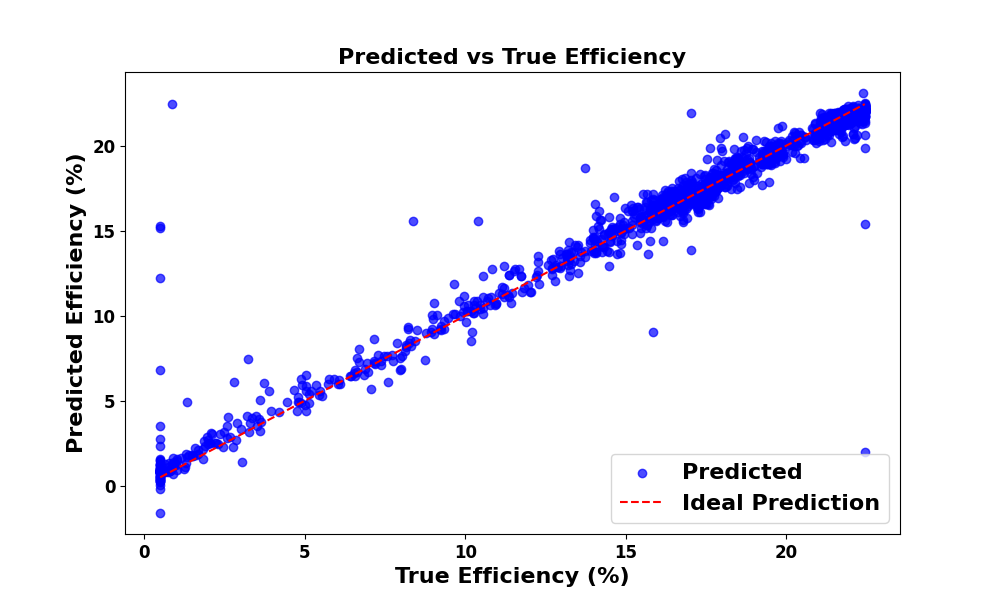 Predicted vs True Efficiency
Predicted Efficiency (%)
20
15
10
5
0
Predicted
Ideal Prediction
0 5 10 15 20
True Efficiency (%)